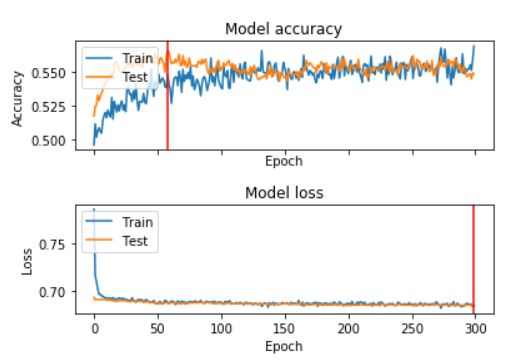 Model accuracy
Accuracy
0.550
0.525
0.500
Train
Test
Epoch
Model loss
Loss
0.75
0.70
Train
Test
0 50 100 150 200 250 300
Epoch